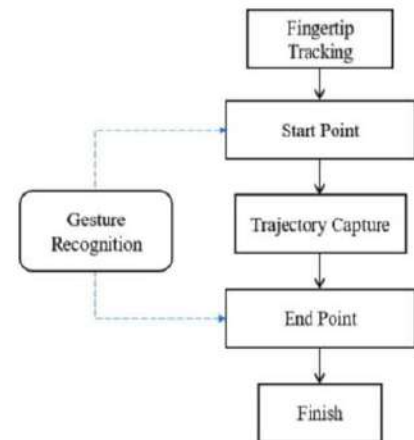 Fingertip
Tracking
Start Point
Gesture
Recognition
Trajectory Capture
End Point
Finish